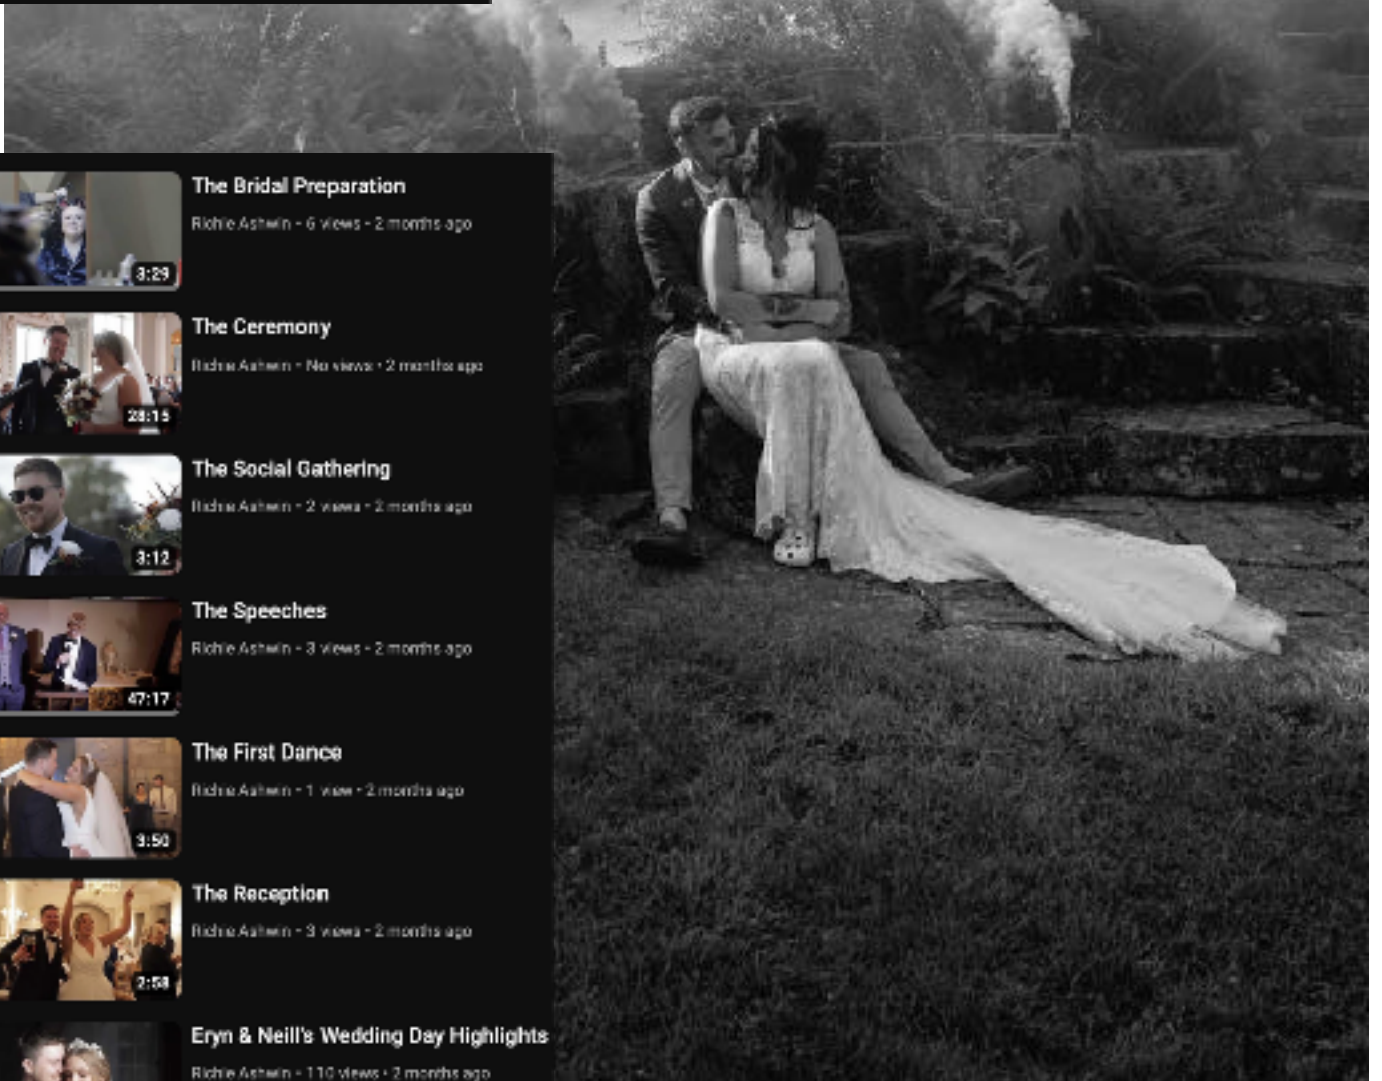 The Bridal Preparation
Richie Ashwin • 6 views • 2 months ago
3:29
The Ceremony
Richie Ashwin • No views • 2 months ago
28:15
The Social Gathering
Richie Ashwin • 2 views • 2 months ago
3:12
The Speeches
Richie Ashwin • 3 views • 2 months ago
47:17
The First Dance
Richie Ashwin • 1 view • 2 months ago
3:50
The Reception
Richie Ashwin • 3 views • 2 months ago
2:58
Eryn & Neill's Wedding Day Highlights
Richie Ashwin • 110 views • 2 months ago